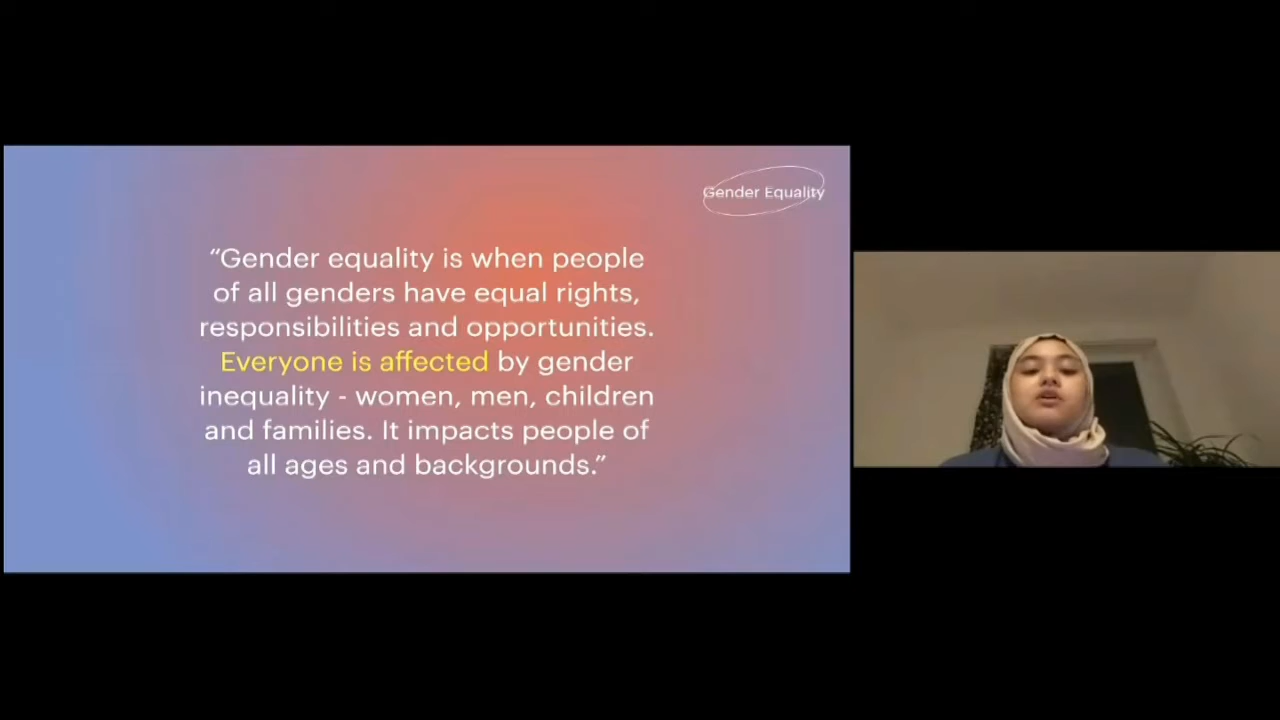 Gender Equality
“Gender equality is when people
of all genders have equal rights,
responsibilities and opportunities.
Everyone is affected by gender
inequality - women, men, children
and families. It impacts people of
all ages and backgrounds.”